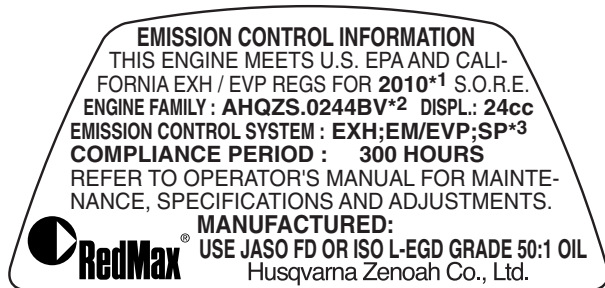 EMISSION CONTROL INFORMATION
THIS ENGINE MEETS U.S. EPA AND CALI-
FORNIA EXH / EVP REGS FOR 2010*1 S.O.R.E.
ENGINE FAMILY : AHQZS.0244BV*2 DISPL.: 24cc
EMISSION CONTROL SYSTEM : EXH;EM/EVP;SP*3
COMPLIANCE PERIOD : 300 HOURS
REFER TO OPERATOR'S MANUAL FOR MAINTE-
NANCE, SPECIFICATIONS AND ADJUSTMENTS.
MANUFACTURED:
RedMax® USE JASO FD OR ISO L-EGD GRADE 50:1 OIL
Husqvarna Zenoah Co., Ltd.